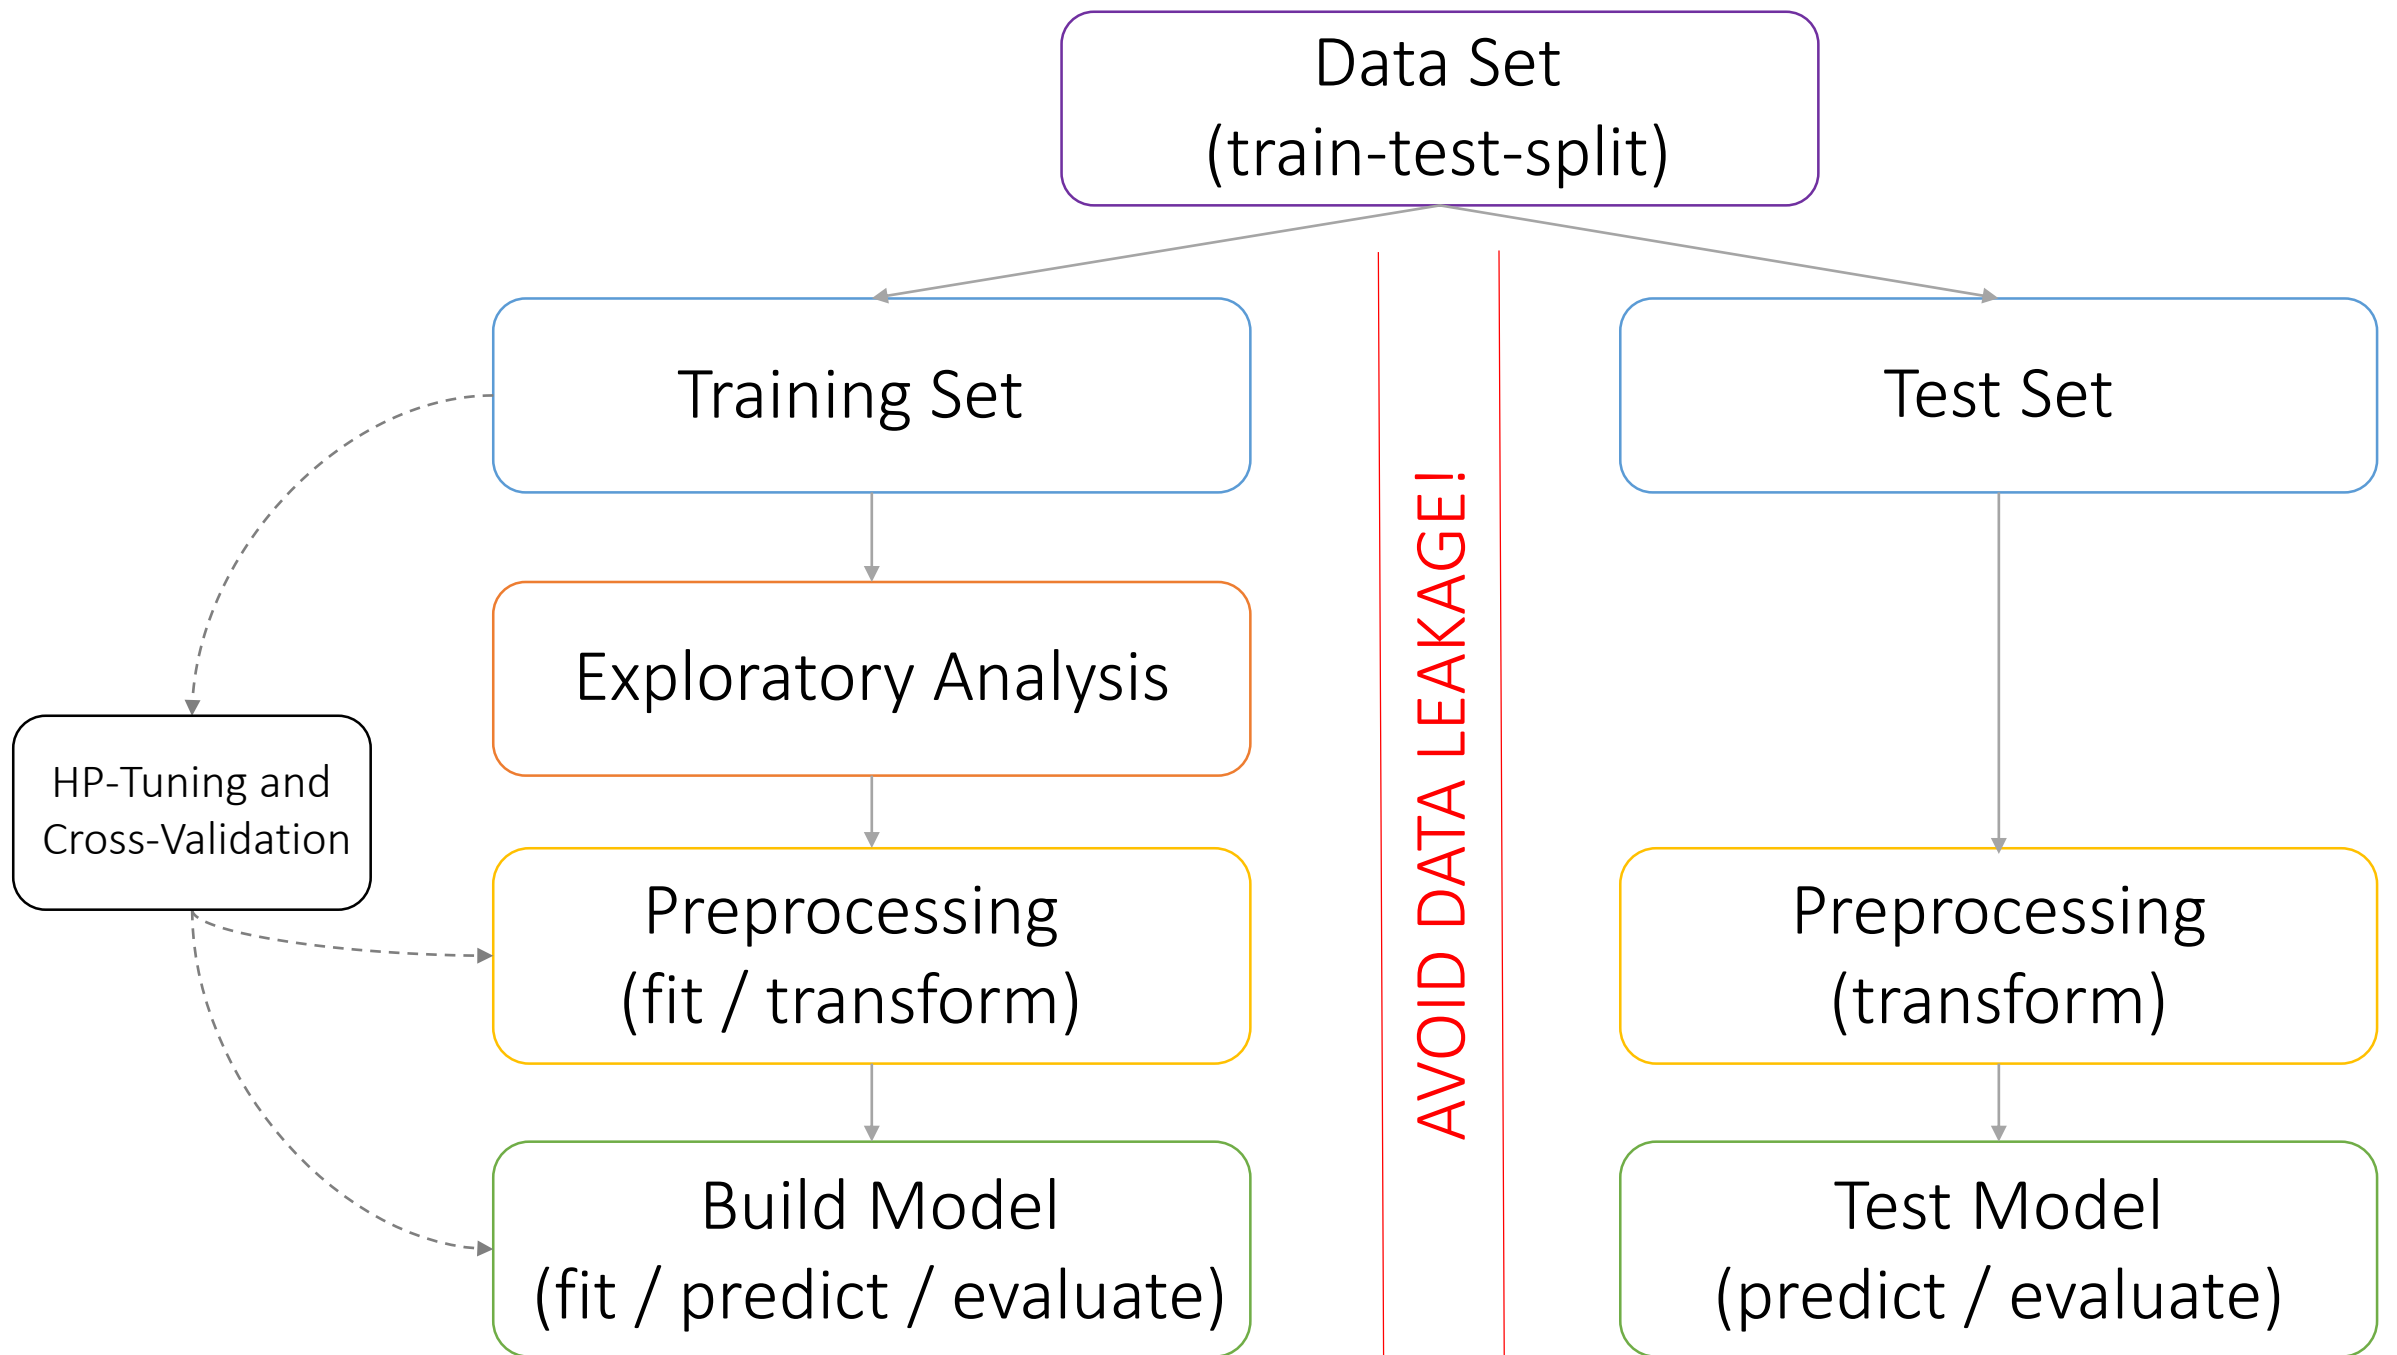 Data Set
(train-test-split)
Training Set
Test Set
Exploratory Analysis
HP-Tuning and
Cross-Validation
AVOID DATA LEAKAGE!
Preprocessing
(fit / transform)
Preprocessing
(transform)
Build Model
(fit / predict / evaluate)
Test Model
(predict / evaluate)